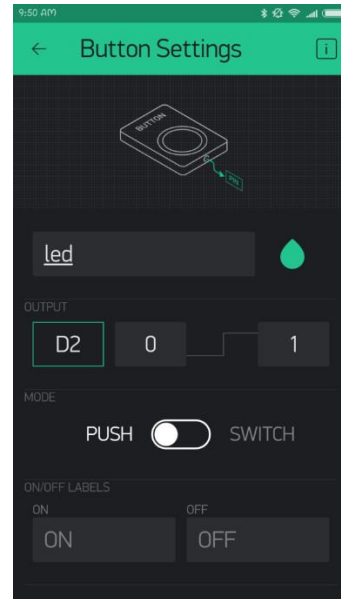 9:50 AM
← Button Settings i
BUTTON
PIN
led
OUTPUT
D2 0 1
MODE
PUSH SWITCH
ON/OFF LABELS
ON OFF
ON OFF